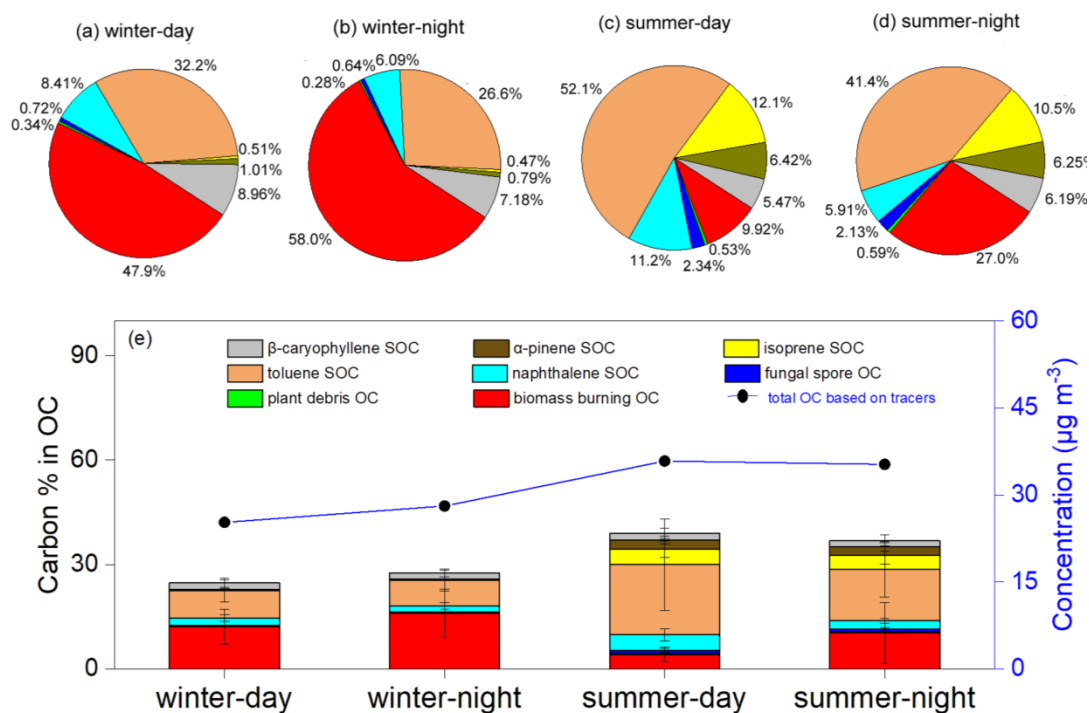 (a) winter-day
(b) winter-night
(c) summer-day
(d) summer-night
32.2%
8.41%
0.72%
0.34%
0.51%
1.01%
8.96%
47.9%
0.64%
6.09%
0.28%
26.6%
0.47%
0.79%
7.18%
58.0%
52.1%
12.1%
6.42%
5.47%
9.92%
0.53%
2.34%
11.2%
41.4%
10.5%
6.25%
6.19%
5.91%
2.13%
0.59%
27.0%
(e)
β-caryophyllene SOC
α-pinene SOC
isoprene SOC
toluene SOC
naphthalene SOC
fungal spore OC
plant debris OC
biomass burning OC
total OC based on tracers
Carbon % in OC
90
60
30
0
60
45
30
15
0
Concentration (µg m⁻³)
winter-day
winter-night
summer-day
summer-night